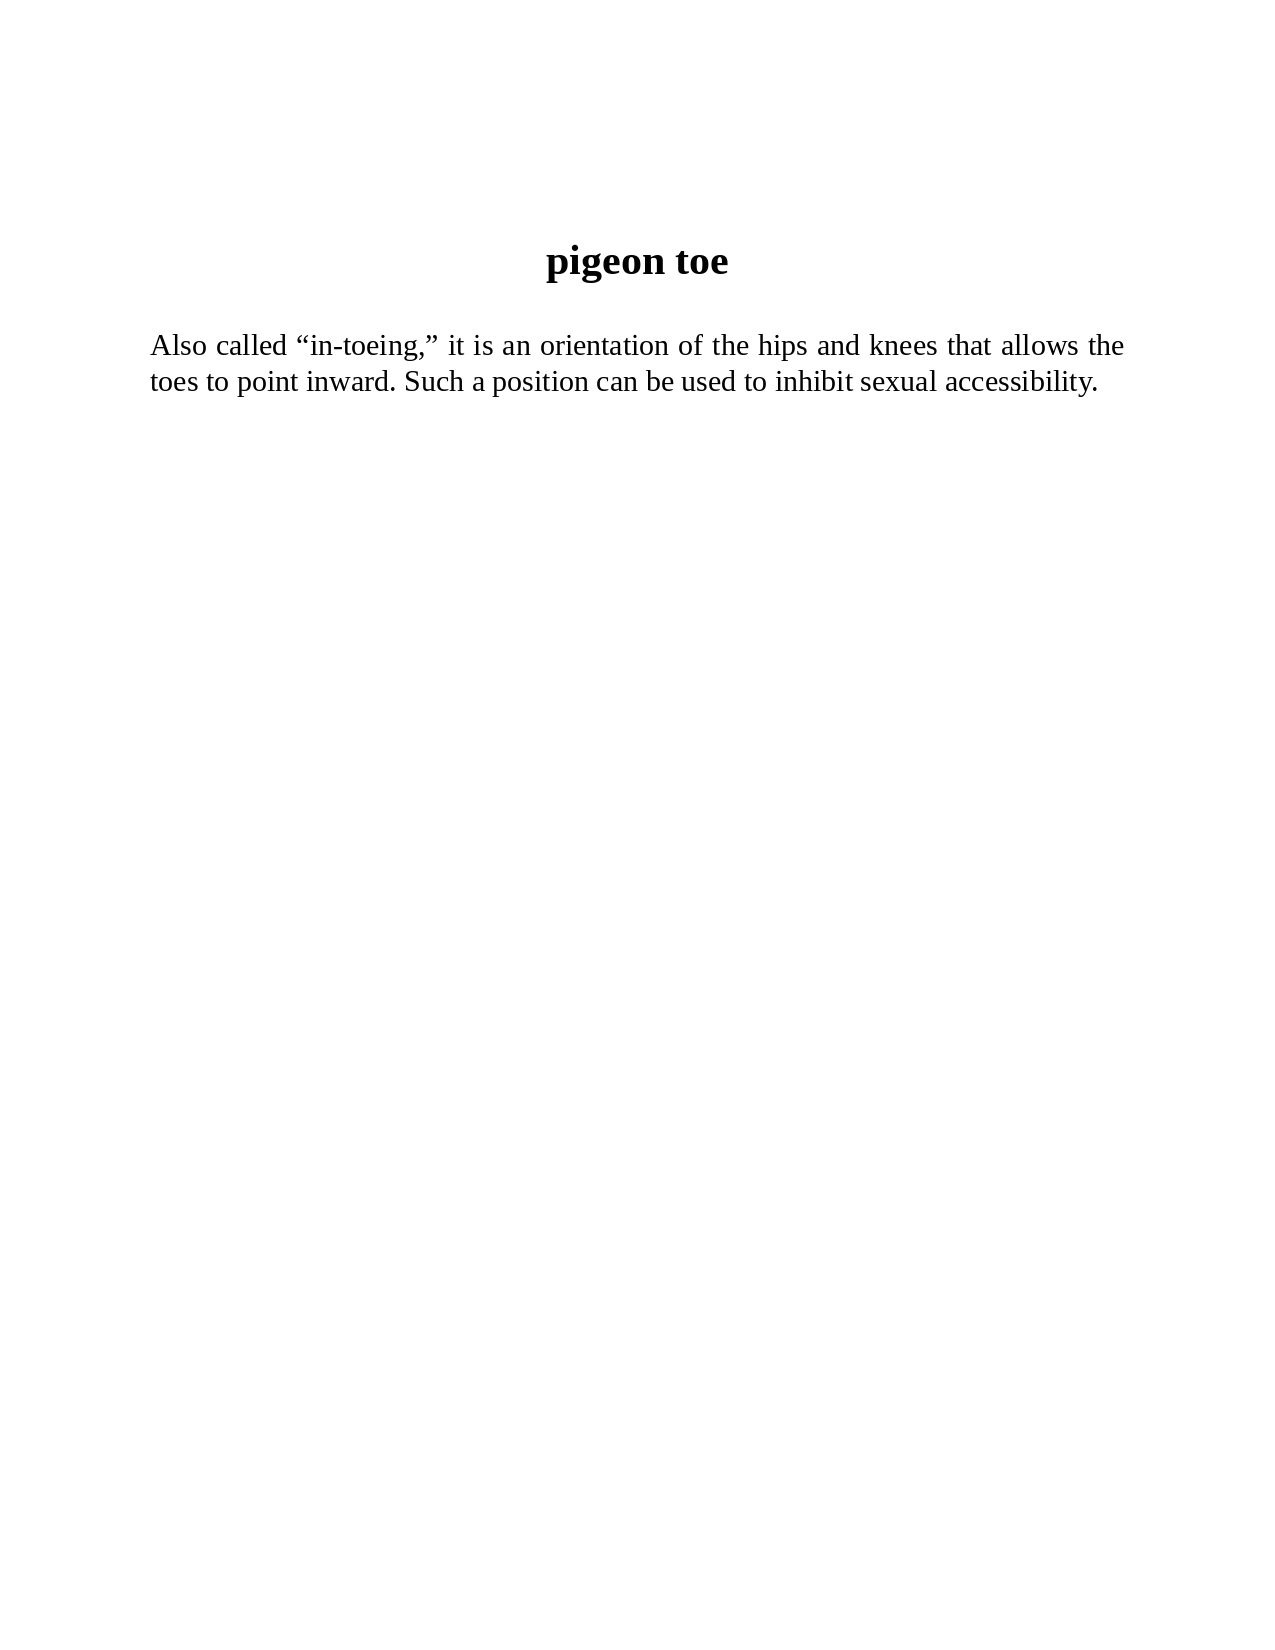 pigeon toe
Also called “in-toeing,” it is an orientation of the hips and knees that allows the
toes to point inward. Such a position can be used to inhibit sexual accessibility.